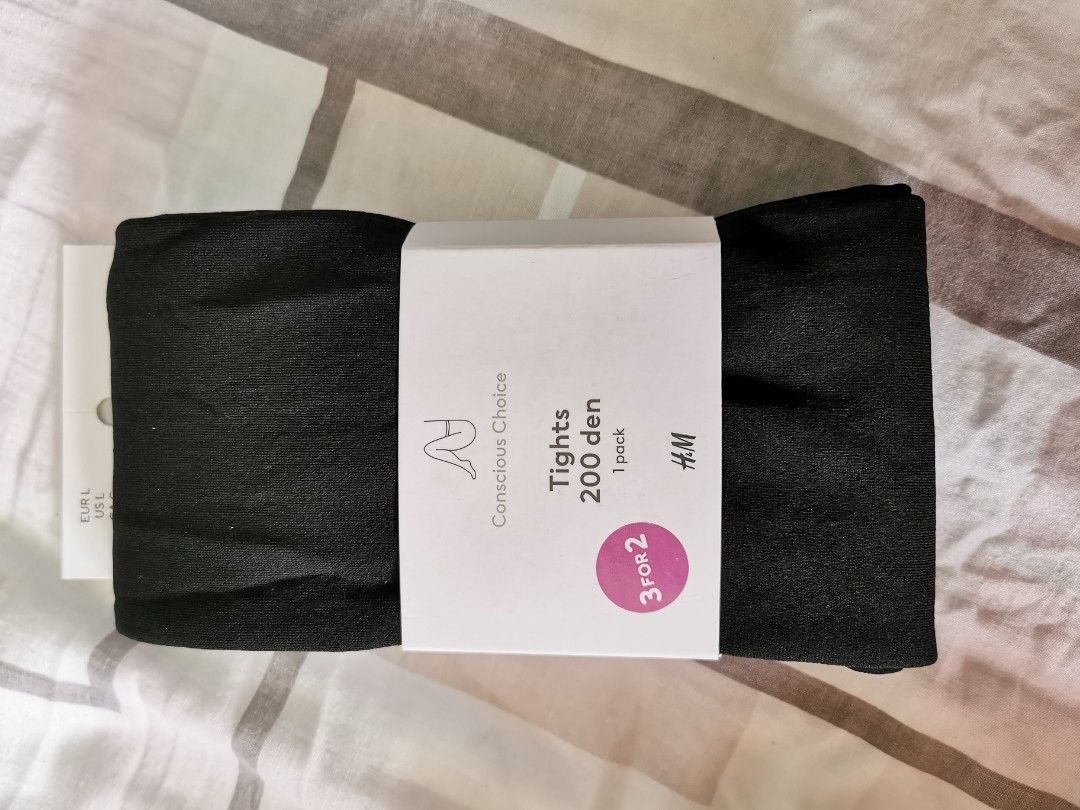 EUR L
US L
Conscious Choice
Tights
200 den
1 pack
H&M
3 FOR 2